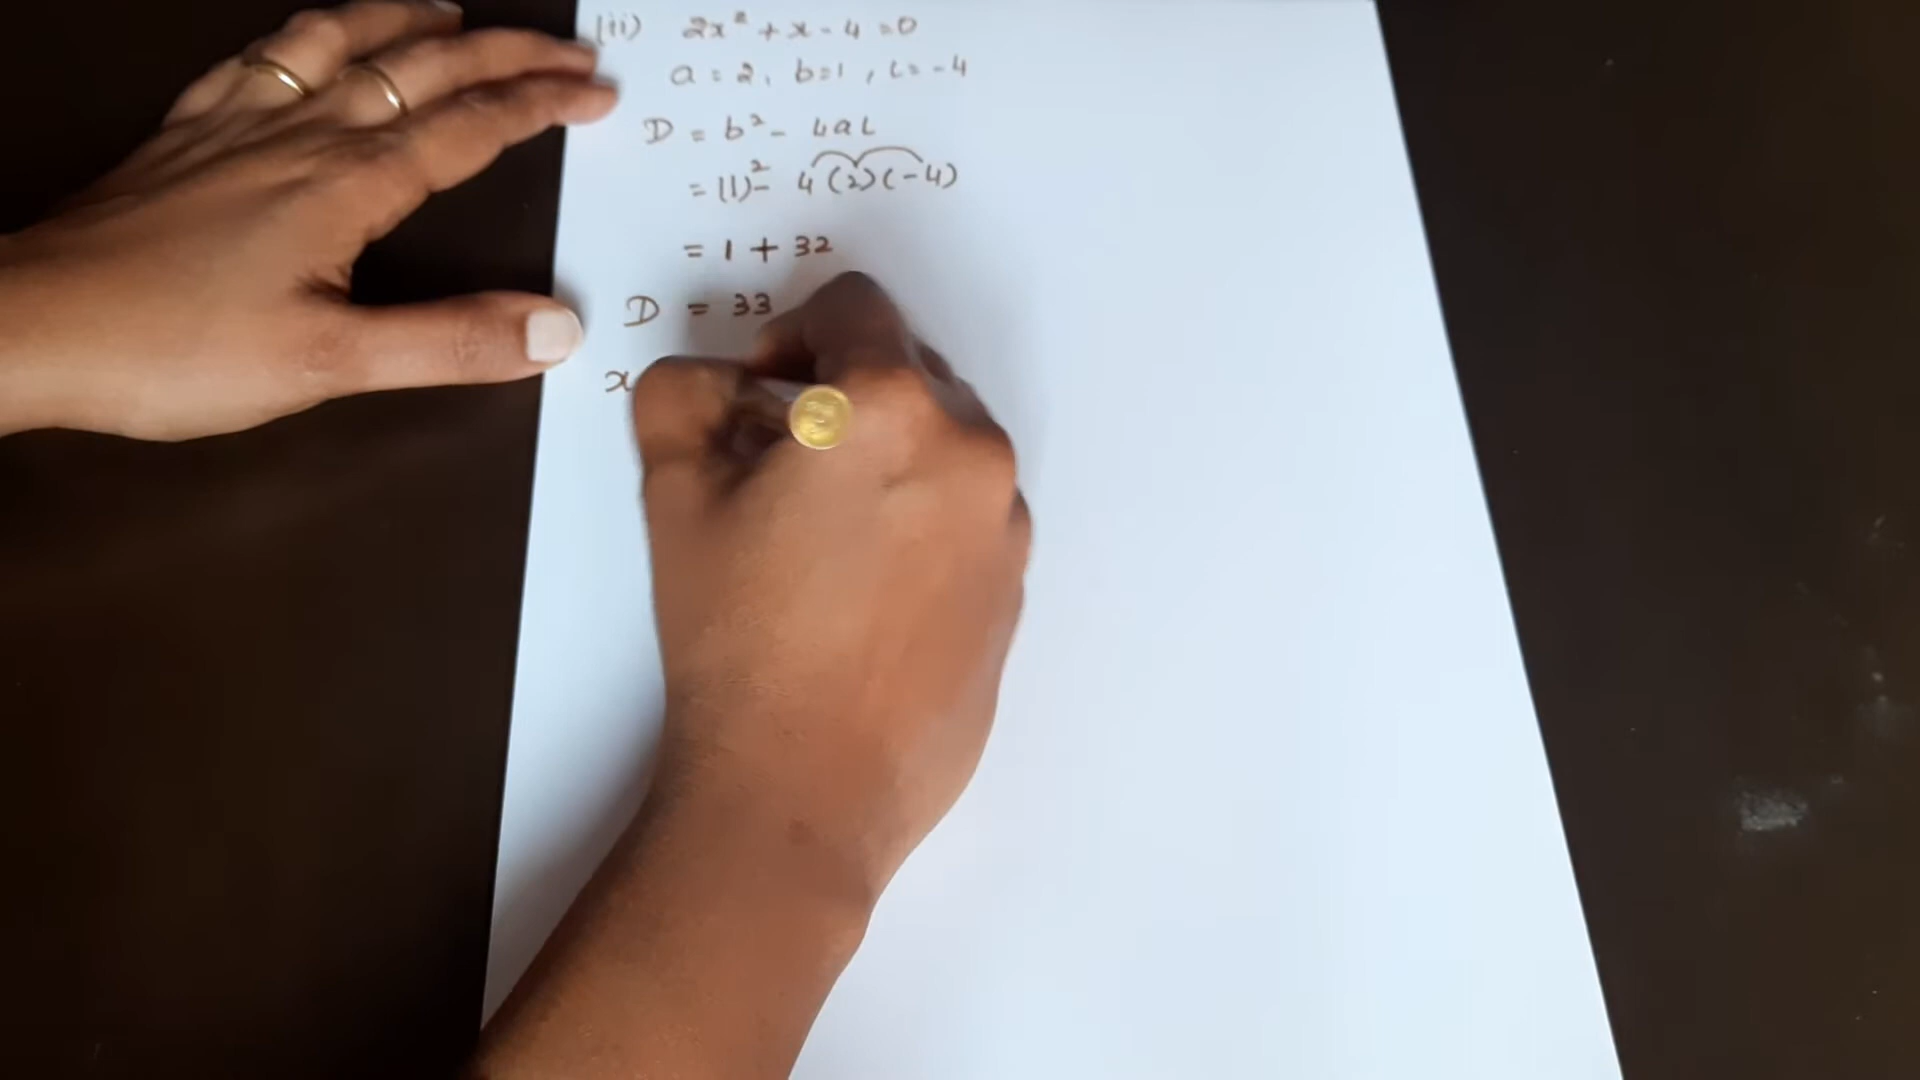 (ii) 2x² + x - 4 = 0
a = 2, b=1, c= -4
D = b² - 4ac
= (1)² - 4(2)(-4)
= 1 + 32
D = 33
x